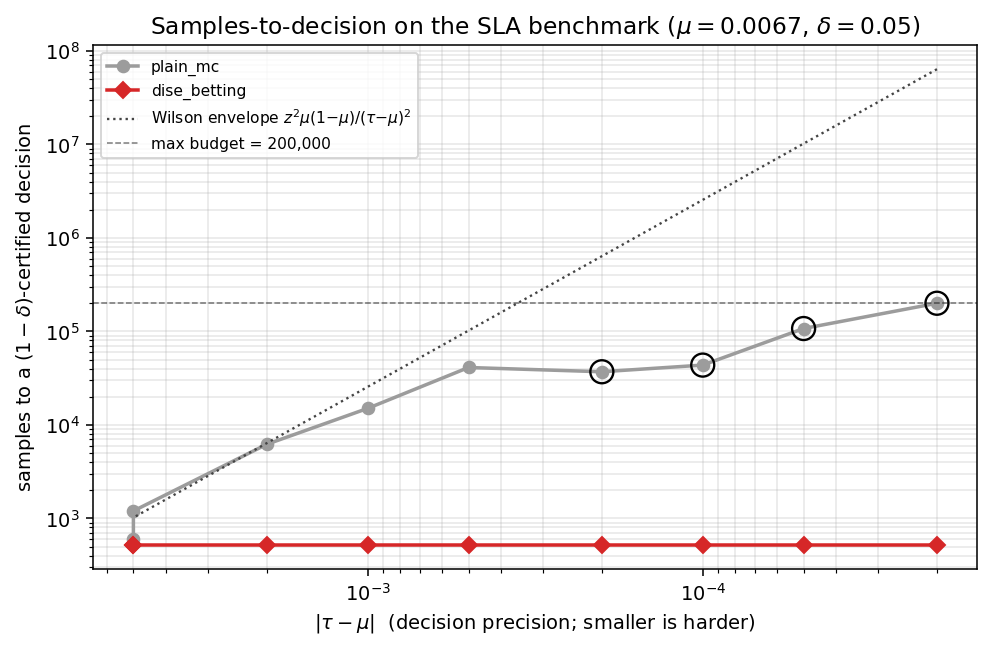 Samples-to-decision on the SLA benchmark (μ = 0.0067, δ = 0.05)
plain_mc
dise_betting
Wilson envelope z²μ(1−μ)/(τ−μ)²
max budget = 200,000
samples to a (1 − δ)-certified decision
10⁸
10⁷
10⁶
10⁵
10⁴
10³
10⁻³
10⁻⁴
|τ − μ| (decision precision; smaller is harder)